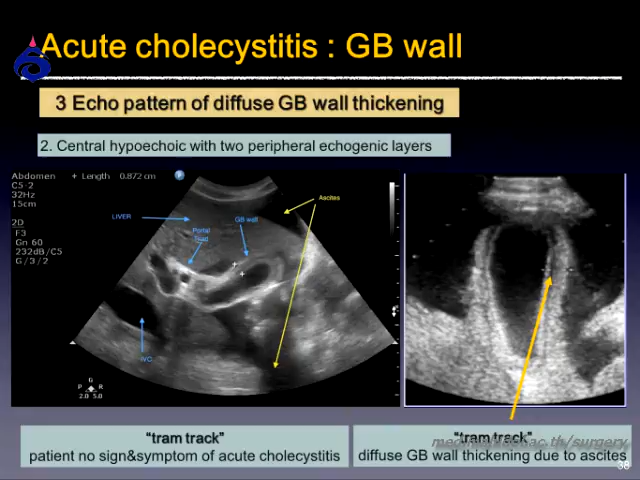 Acute cholecystitis : GB wall
3 Echo pattern of diffuse GB wall thickening
2. Central hypoechoic with two peripheral echogenic layers
Abdomen
C5-2
32Hz
15cm
2D
F3
Gn 60
232dB/C5
G/3/2
+ Length 0.872 cm
P
LIVER
Portal
triad
GB wall
Ascites
IVC
G
P R
2.0 5.0
"tram track"
patient no sign&symptom of acute cholecystitis
"tram track"
diffuse GB wall thickening due to ascites
38